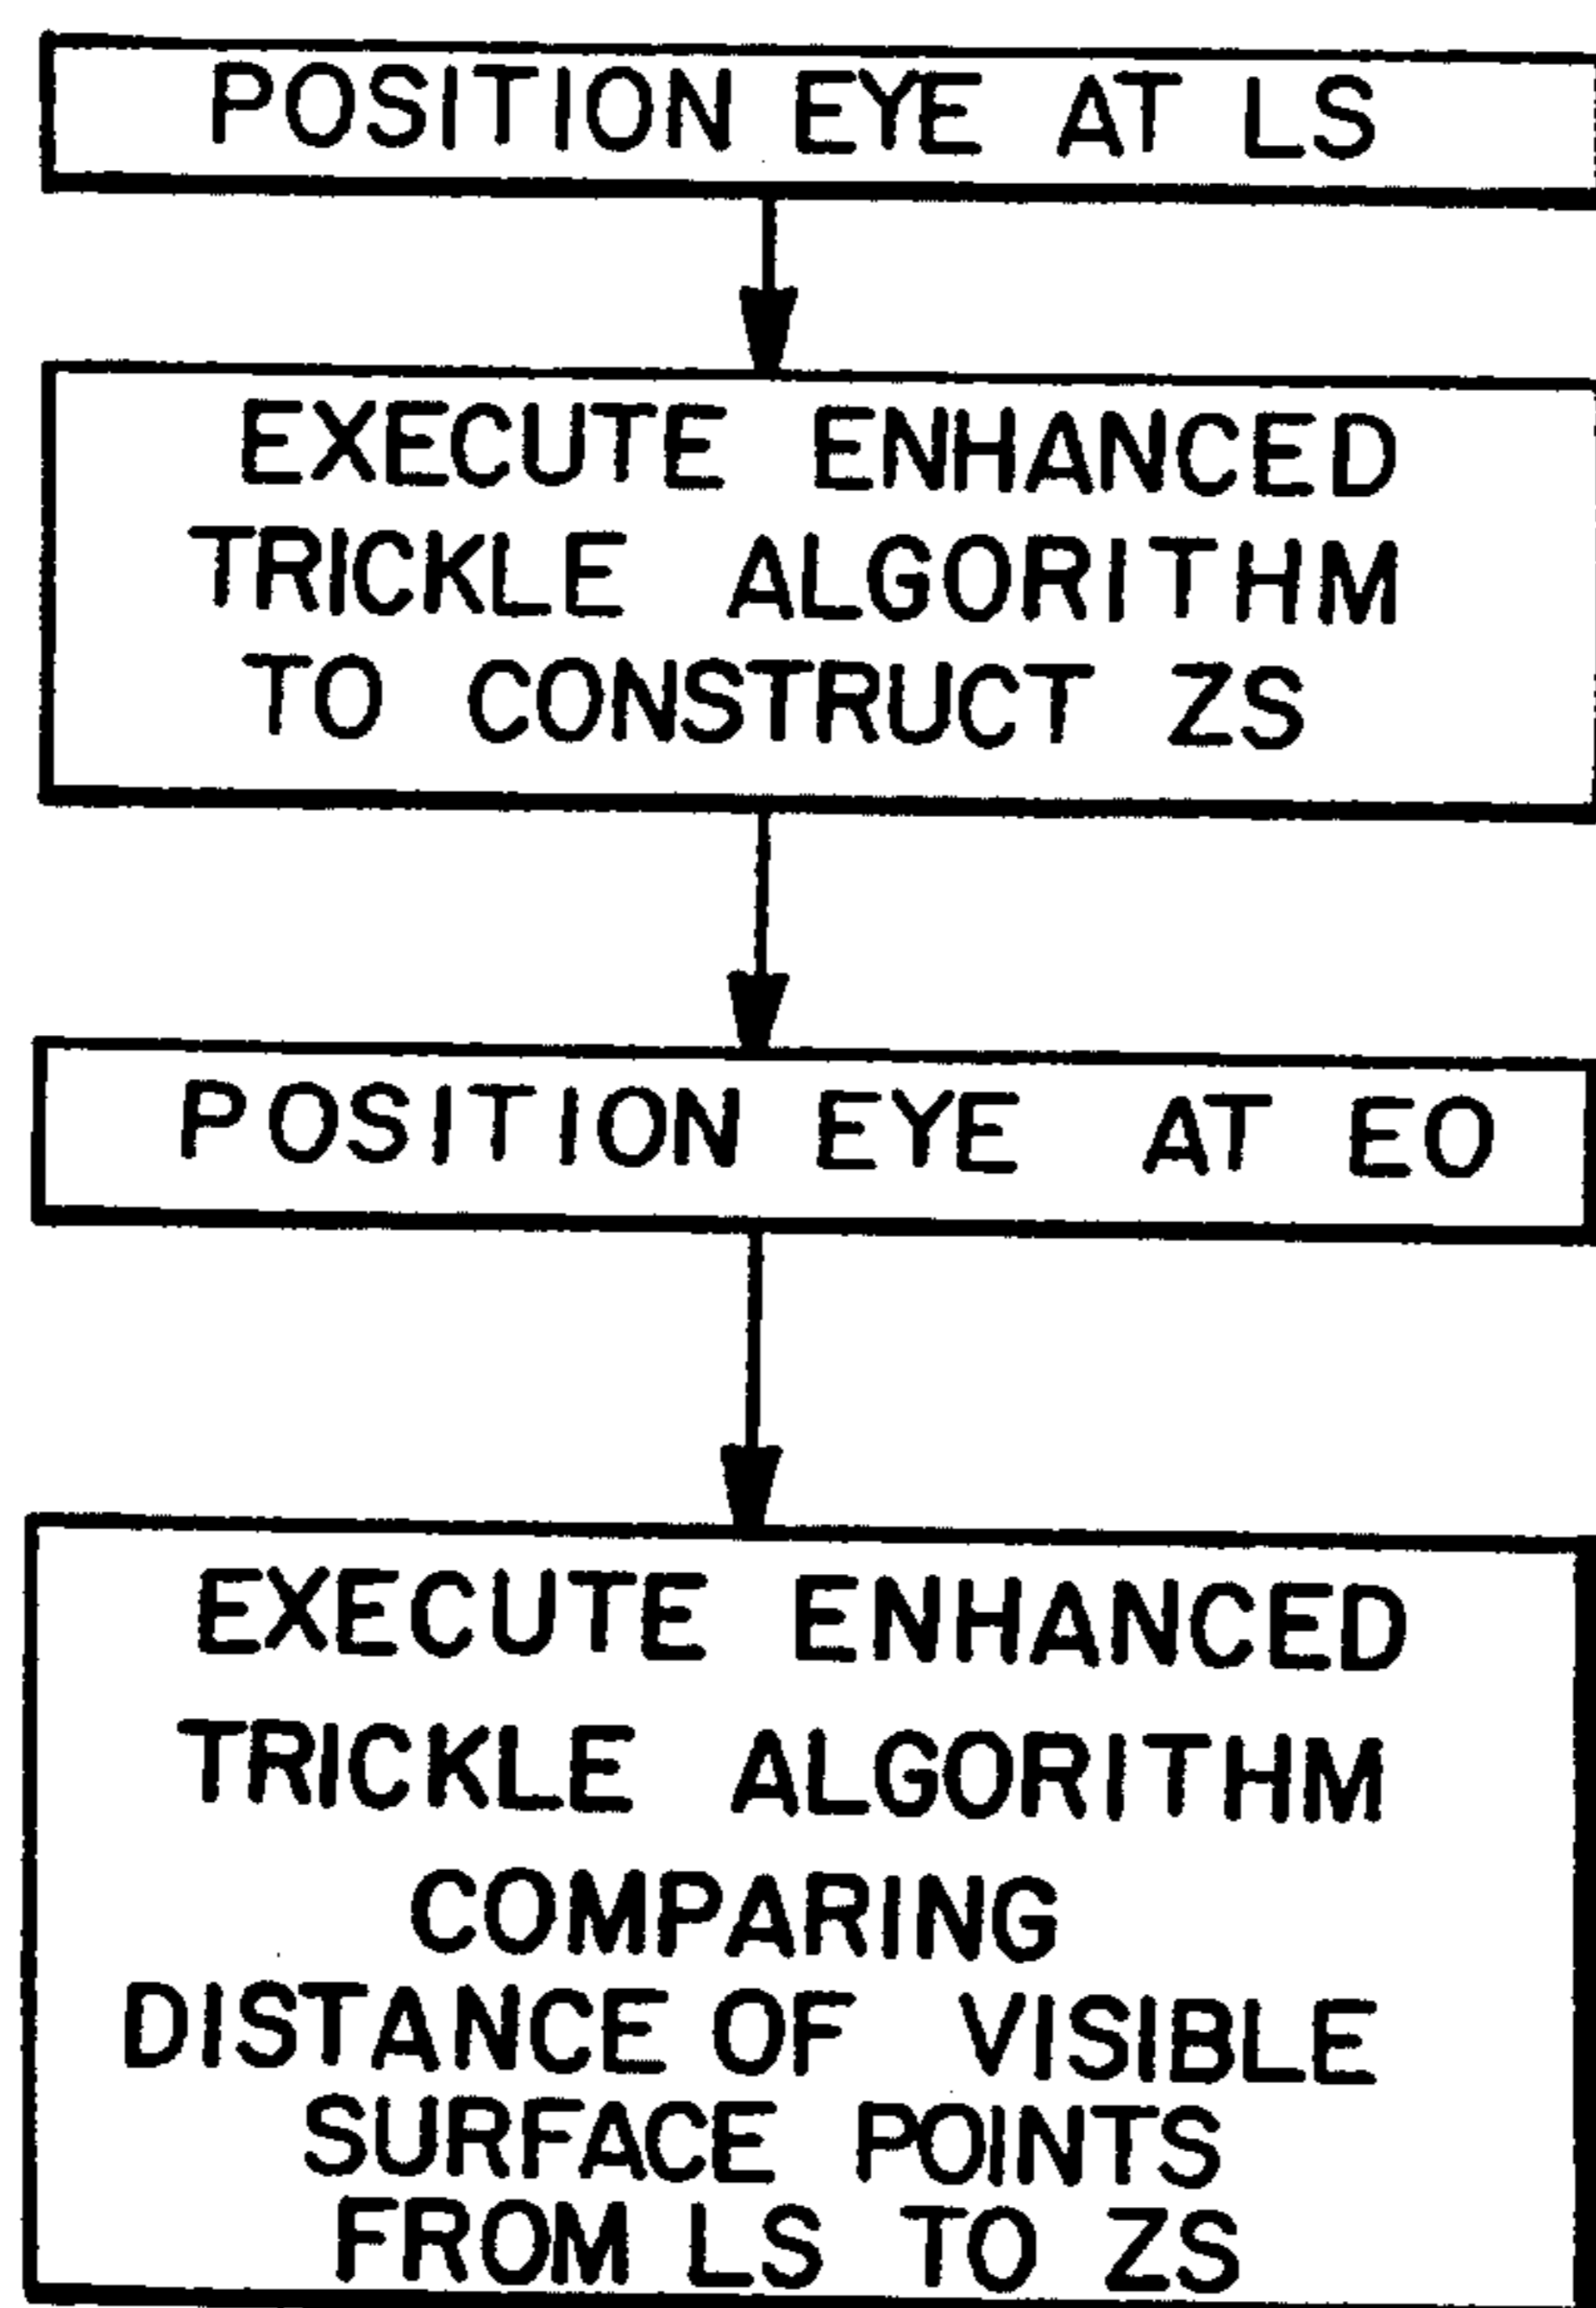 POSITION EYE AT LS
EXECUTE ENHANCED
TRICKLE ALGORITHM
TO CONSTRUCT ZS
POSITION EYE AT EO
EXECUTE ENHANCED
TRICKLE ALGORITHM
COMPARING
DISTANCE OF VISIBLE
SURFACE POINTS
FROM LS TO ZS